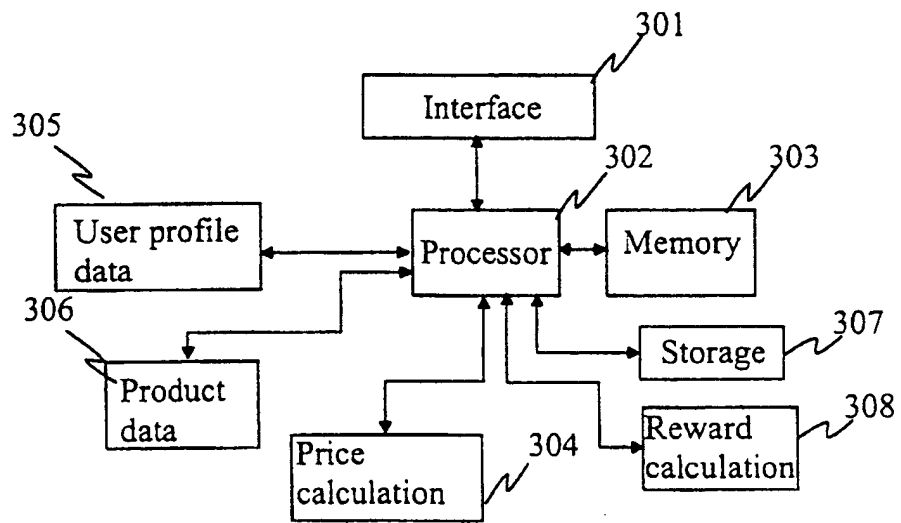 301
Interface
305
302
303
User profile
data
Processor
Memory
306
307
Storage
Product
data
Price
calculation
304
Reward
calculation
308